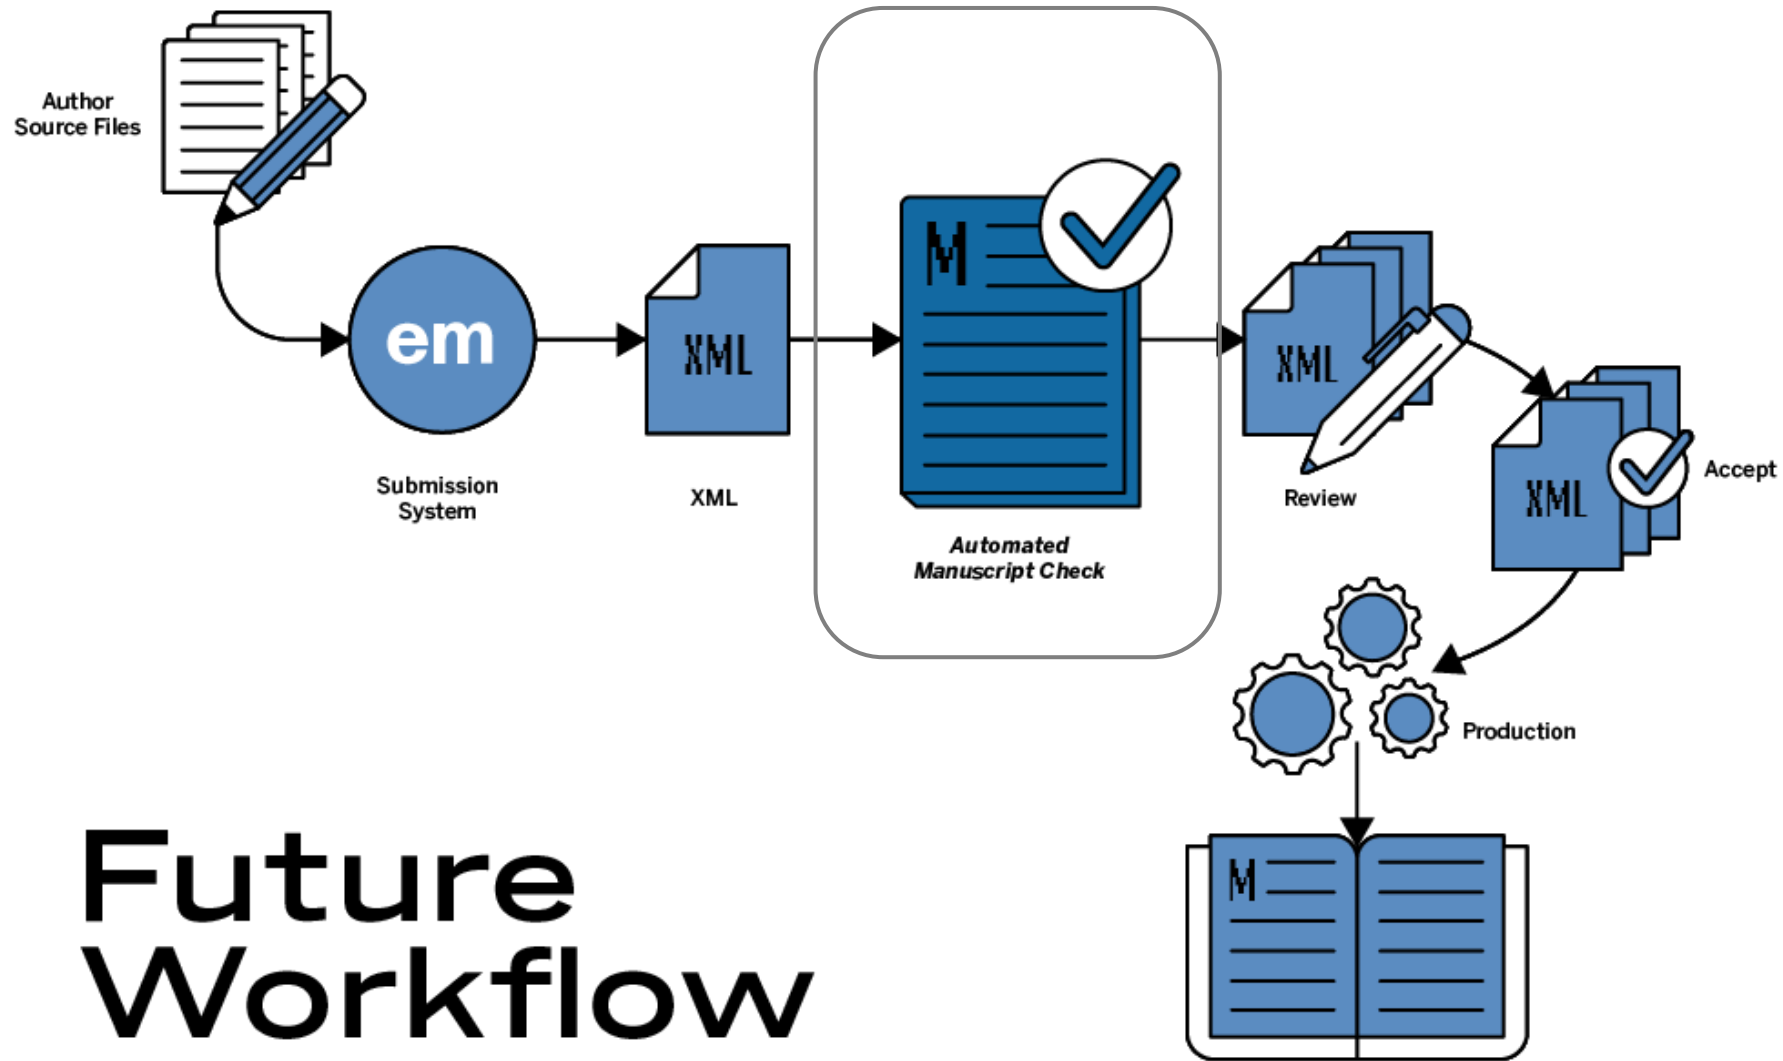 Author
Source Files
em
Submission
System
XML
XML
M
Automated
Manuscript Check
XML
Review
XML
Accept
Production
M
Future
Workflow